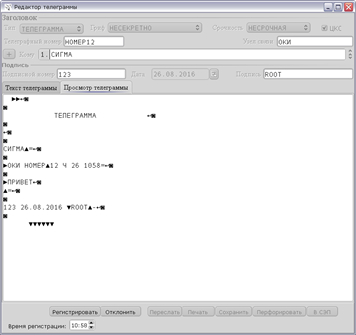 Редактор телеграммы
Заголовок
Тип ТЕЛЕГРАММА Гриф НЕСЕКРЕТНО Срочность НЕСРОЧНАЯ ЦКС
Телеграфный номер НОМЕР12 ОКИ
+ Кому 1. СИГМА
Подпись
Подписной номер 123 Дата 26.08.2016 Подпись ROOT
Текст телеграммы Просмотр телеграммы
▶▶←◙
◙
ТЕЛЕГРАММА ←◙
◙
←◙
◙
СИГМА▲=←◙
◙
▶ОКИ НОМЕР▲12 Ч 26 1058=←◙
◙
▶ПРИВЕТ←◙
▲=←◙
◙
123 26.08.2016 ▼ROOT▲-←◙
◙
▼▼▼▼▼▼
Регистрировать Отклонить Переслать Печать Сохранить Перфорировать В СЭП
Время регистрации: 10:58